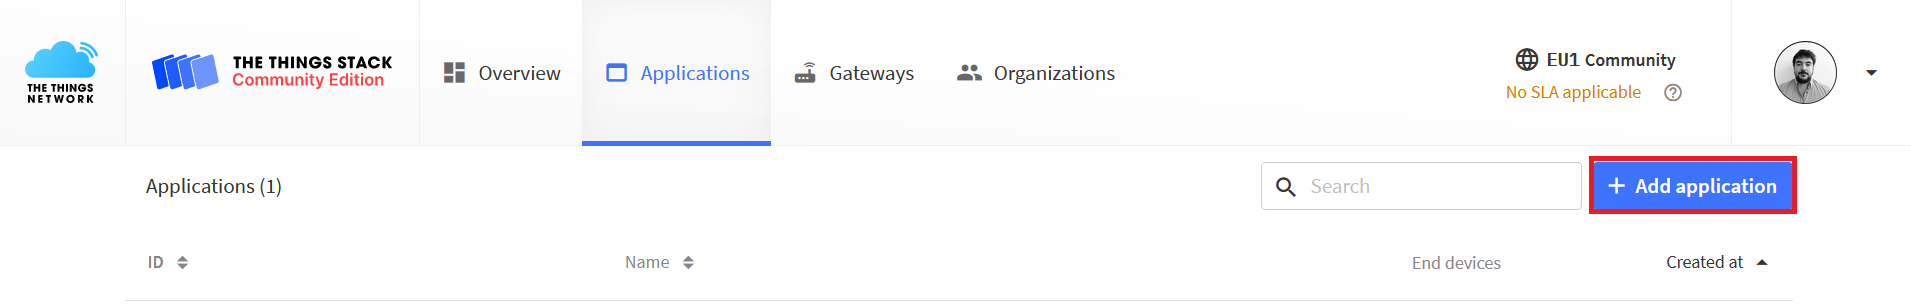 THE THINGS
NETWORK
THE THINGS STACK
Community Edition
Overview
Applications
Gateways
Organizations
EU1 Community
No SLA applicable
Applications (1)
Search
+ Add application
ID
Name
End devices
Created at